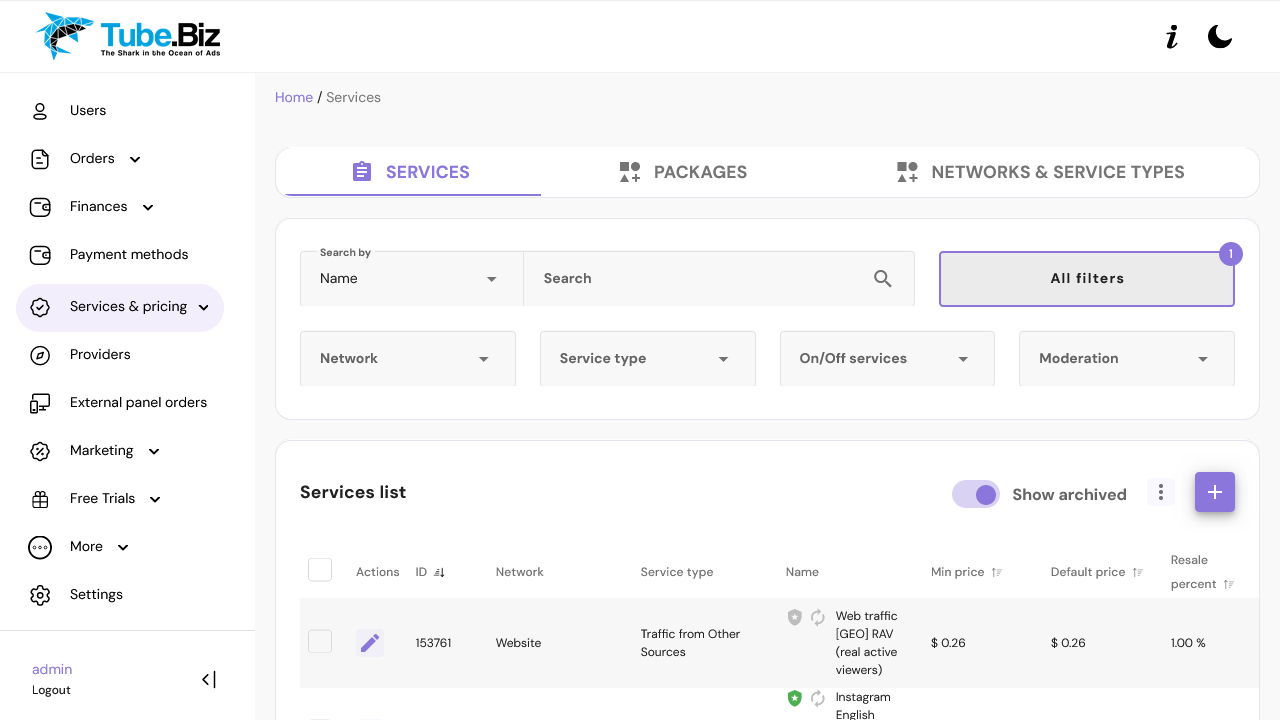 Tube.Biz
The Shark in the Ocean of Ads
Users
Orders
Finances
Payment methods
Services & pricing
Providers
External panel orders
Marketing
Free Trials
More
Settings
admin
Logout
Home / Services
SERVICES
PACKAGES
NETWORKS & SERVICE TYPES
Search by
Name
Search
All filters
1
Network
Service type
On/Off services
Moderation
Services list
Show archived
Actions
ID
Network
Service type
Name
Min price
Default price
Resale
percent
153761
Website
Traffic from Other
Sources
Web traffic
[GEO] RAV
(real active
viewers)
$ 0.26
$ 0.26
1.00 %
Instagram
English